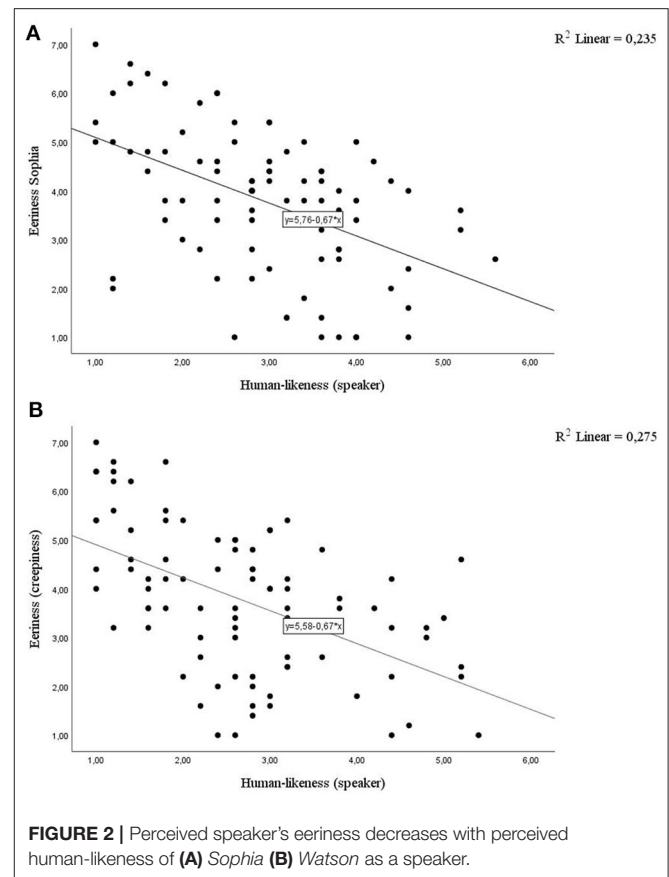 A
R² Linear = 0,235
7,00
6,00
5,00
4,00
3,00
2,00
1,00
Eeriness Sophia
y=5,76-0,67*x
1,00 2,00 3,00 4,00 5,00 6,00
Human-likeness (speaker)
B
R² Linear = 0,275
7,00
6,00
5,00
4,00
3,00
2,00
1,00
Eeriness (creepiness)
y=5,58-0,67*x
1,00 2,00 3,00 4,00 5,00 6,00
Human-likeness (speaker)
FIGURE 2 | Perceived speaker’s eeriness decreases with perceived
human-likeness of (A) Sophia (B) Watson as a speaker.